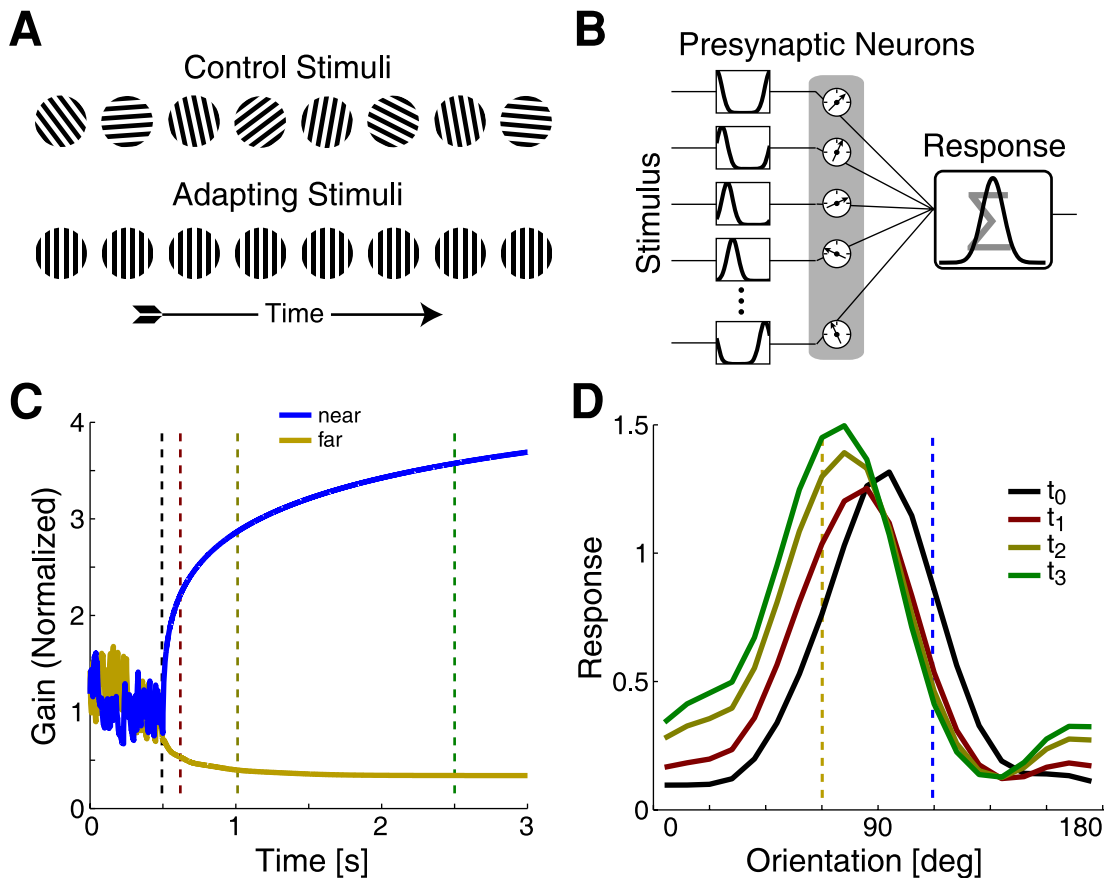 A
Control Stimuli
Adapting Stimuli
Time
B
Presynaptic Neurons
Stimulus
Response
Σ
C
Gain (Normalized)
4
3
2
1
0
near
far
0
1
2
3
Time [s]
D
Response
1.5
1
0.5
0
t0
t1
t2
t3
0
90
180
Orientation [deg]